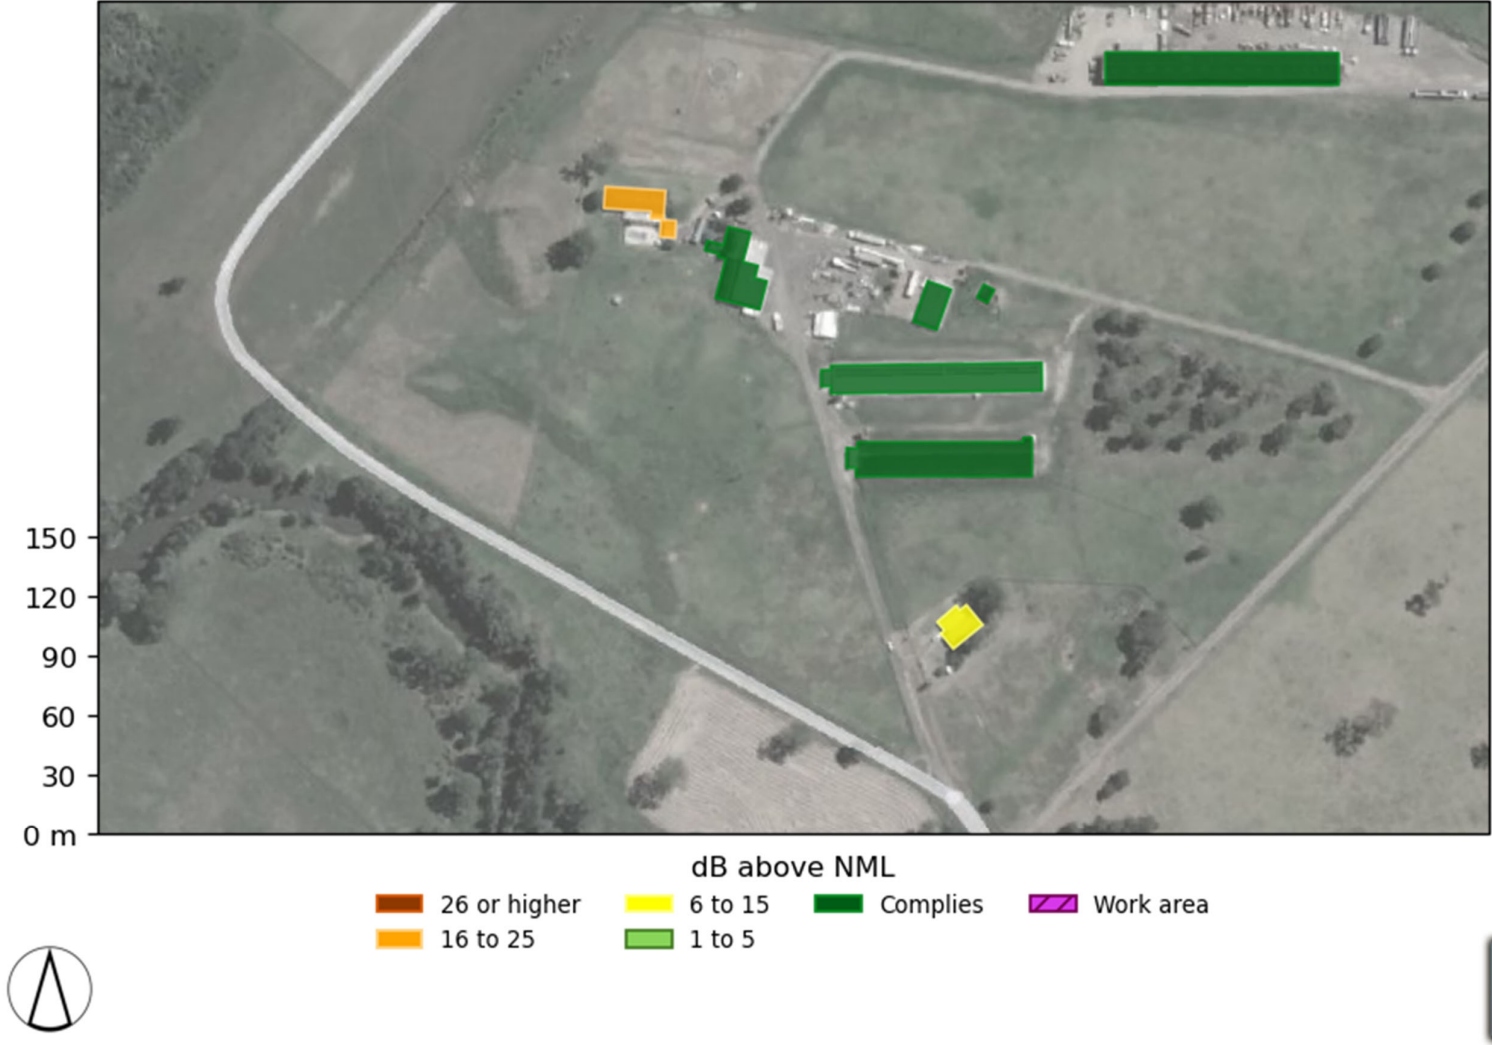 150
120
90
60
30
0 m
dB above NML
26 or higher
6 to 15
Complies
Work area
16 to 25
1 to 5